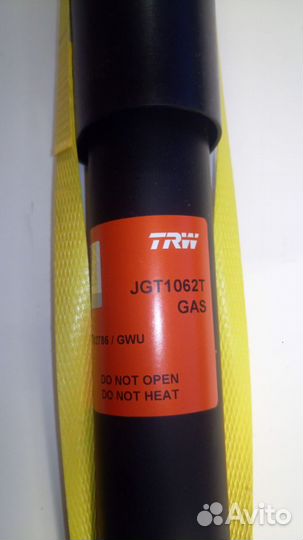 TRW
JGT1062T
GAS
/ GWU
DO NOT OPEN
DO NOT HEAT
Avito